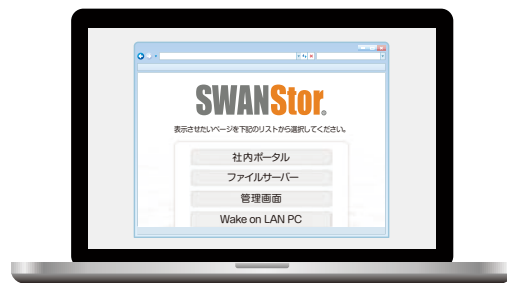 SWANStor®
表示させたいページを下記のリストから選択してください。
社内ポータル
ファイルサーバー
管理画面
Wake on LAN PC